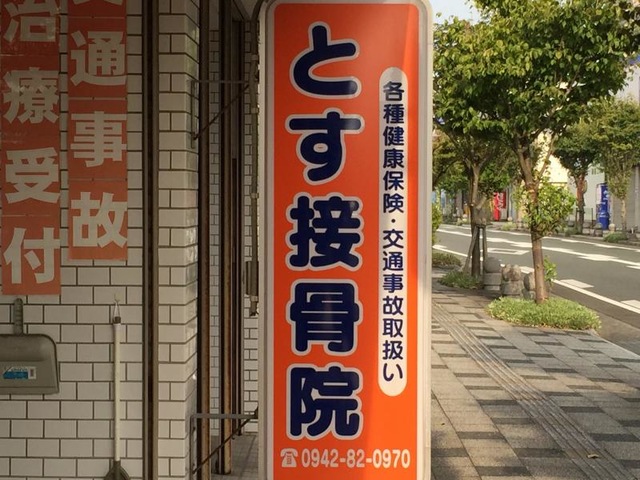 とす接骨院
各種健康保険・交通事故取扱い
☎0942-82-0970
交通事故
治療受付